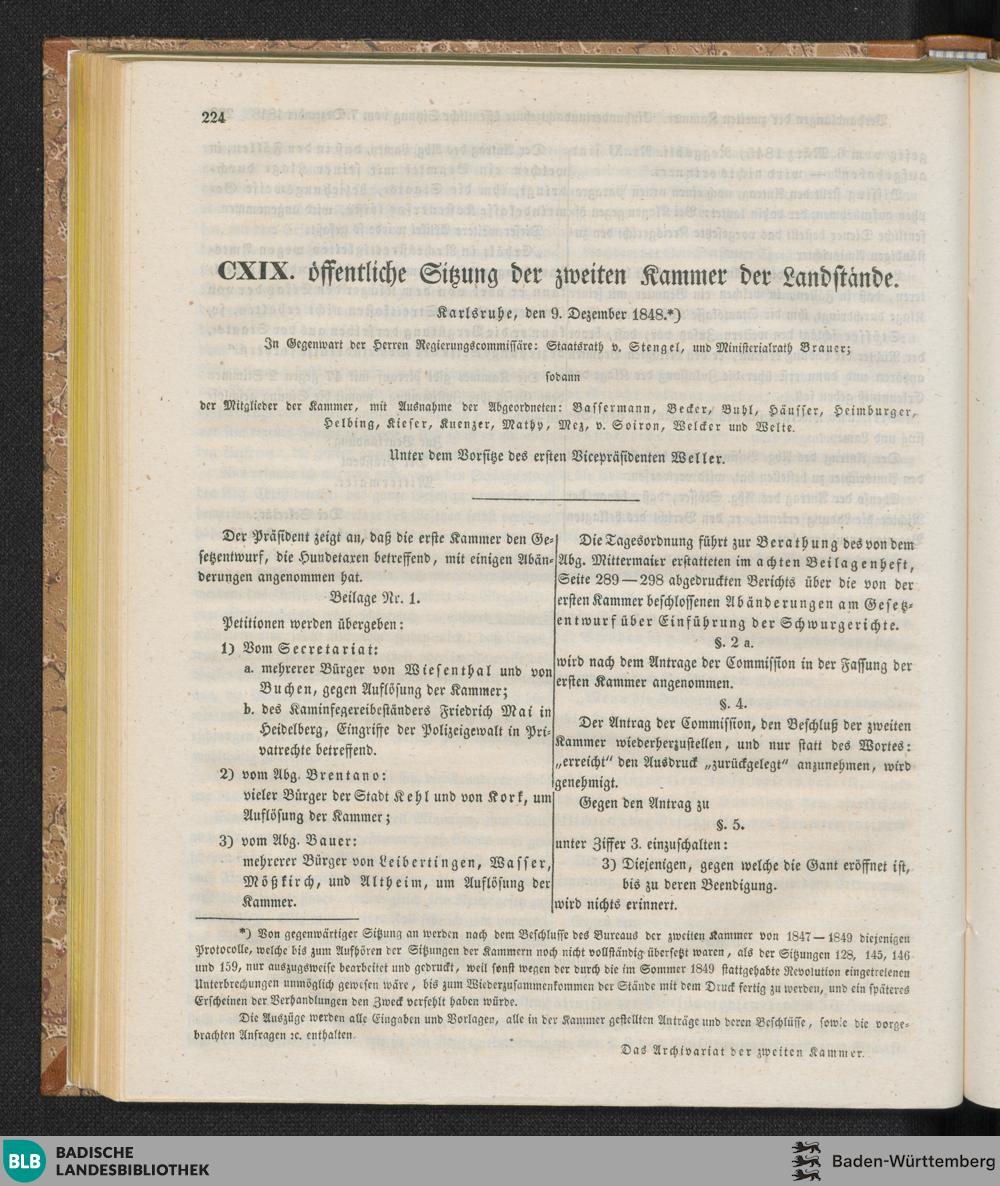 224
CXIX. öffentliche Sitzung der zweiten Kammer der Landstände.
Karlsruhe, den 9. Dezember 1848.*)
In Gegenwart der Herren Regierungscommissäre: Staatsrath v. Stengel, und Ministerialrath Brauer;
sodann
der Mitglieder der Kammer, mit Ausnahme der Abgeordneten: Bassermann, Becker, Buhl, Häusser, Heimburger,
Helbing, Kieser, Kuenzer, Mathy, Mez, v. Soiron, Welcker und Welte.
Unter dem Vorsitze des ersten Vicepräsidenten Weller.
Der Präsident zeigt an, daß die erste Kammer den Ge-
setzentwurf, die Hundetaxen betreffend, mit einigen Abän-
derungen angenommen hat.
Beilage Nr. 1.
Petitionen werden übergeben:
1) Vom Secretariat:
a. mehrerer Bürger von Wiesenthal und von
Buchen, gegen Auflösung der Kammer;
b. des Kaminfegereibeständers Friedrich Mai in
Heidelberg, Eingriffe der Polizeigewalt in Pri-
vatrechte betreffend.
2) vom Abg. Brentano:
vieler Bürger der Stadt Kehl und von Kork, um
Auflösung der Kammer;
3) vom Abg. Bauer:
mehrerer Bürger von Leibertingen, Wasser,
Mößkirch, und Altheim, um Auflösung der
Kammer.
Die Tagesordnung führt zur Berathung des von dem
Abg. Mittermaier erstatteten im achten Beilagenheft,
Seite 289—298 abgedruckten Berichts über die von der
ersten Kammer beschlossenen Abänderungen am Gesetz-
entwurf über Einführung der Schwurgerichte.
§. 2 a.
wird nach dem Antrage der Commission in der Fassung der
ersten Kammer angenommen.
§. 4.
Der Antrag der Commission, den Beschluß der zweiten
Kammer wiederherzustellen, und nur statt des Wortes:
„erreicht" den Ausdruck „zurückgelegt" anzunehmen, wird
genehmigt.
Gegen den Antrag zu
§. 5.
unter Ziffer 3. einzuschalten:
3) Diejenigen, gegen welche die Gant eröffnet ist,
bis zu deren Beendigung.
wird nichts erinnert.
*) Von gegenwärtiger Sitzung an werden nach dem Beschlusse des Bureaus der zweiten Kammer von 1847—1849 diejenigen
Protocolle, welche bis zum Aufhören der Sitzungen der Kammern noch nicht vollständig übersetzt waren, als der Sitzungen 128, 145, 146
und 159, nur auszugsweise bearbeitet und gedruckt, weil sonst wegen der durch die im Sommer 1849 stattgehabte Revolution eingetretenen
Unterbrechungen unmöglich gewesen wäre, bis zum Wiederzusammenkommen der Stände mit dem Druck fertig zu werden, und ein späteres
Erscheinen der Verhandlungen den Zweck verfehlt haben würde.
Die Auszüge werden alle Eingaben und Vorlagen, alle in der Kammer gestellten Anträge und deren Beschlüsse, sowie die vorge-
brachten Anfragen ꝛc. enthalten.
Das Archivariat der zweiten Kammer.
BLB
BADISCHE
LANDESBIBLIOTHEK
Baden-Württemberg